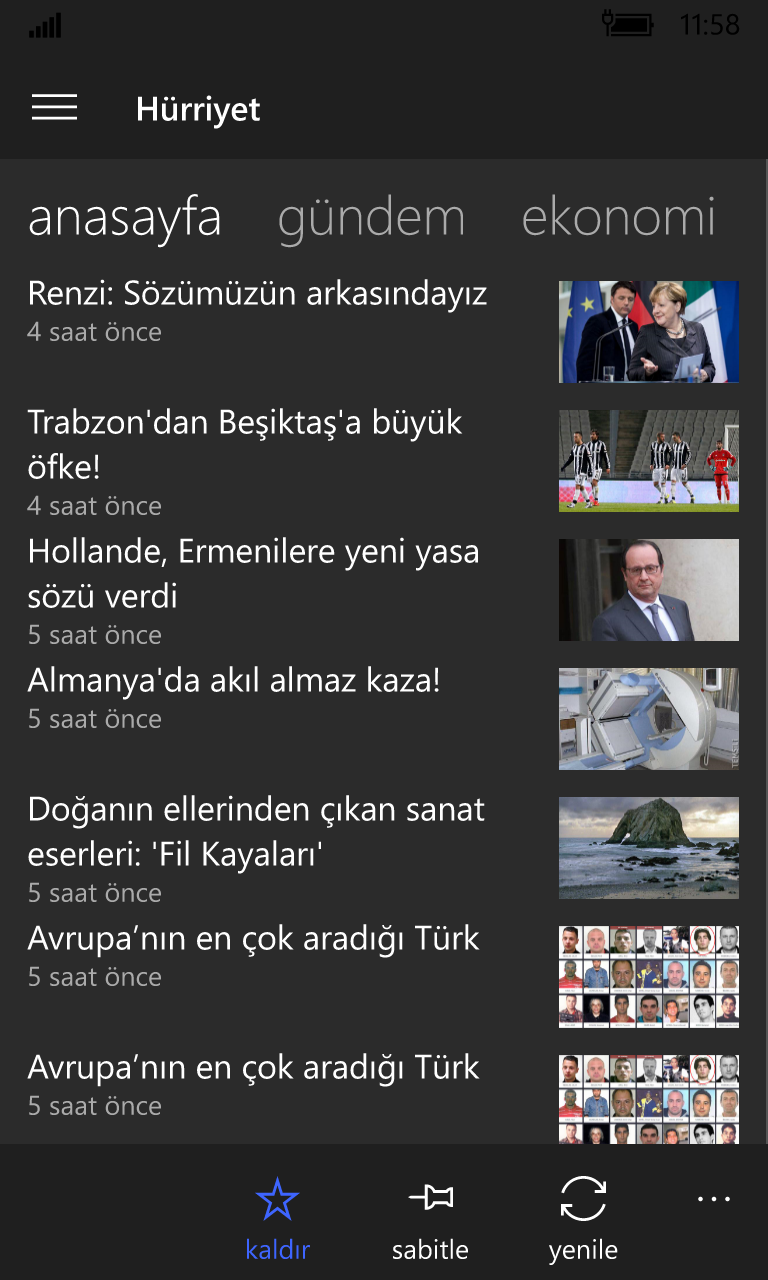 11:58
Hürriyet
anasayfa gündem ekonomi
Renzi: Sözümüzün arkasındayız
4 saat önce
Trabzon'dan Beşiktaş'a büyük
öfke!
4 saat önce
Hollande, Ermenilere yeni yasa
sözü verdi
5 saat önce
Almanya'da akıl almaz kaza!
5 saat önce
Doğanın ellerinden çıkan sanat
eserleri: 'Fil Kayaları'
5 saat önce
Avrupa’nın en çok aradığı Türk
5 saat önce
Avrupa’nın en çok aradığı Türk
5 saat önce
kaldır sabitle yenile